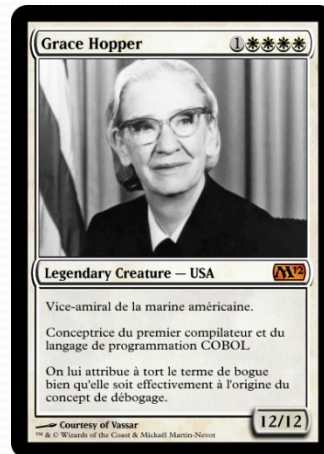 Grace Hopper 1
Legendary Creature — USA M12
Vice-amiral de la marine américaine.
Conceptrice du premier compilateur et du
langage de programmation COBOL
On lui attribue à tort le terme de bogue
bien qu'elle soit effectivement à l'origine du
concept de débogage.
12/12
Courtesy of Vassar
™ & © Wizards of the Coast & Mickaël Martin-Nevot